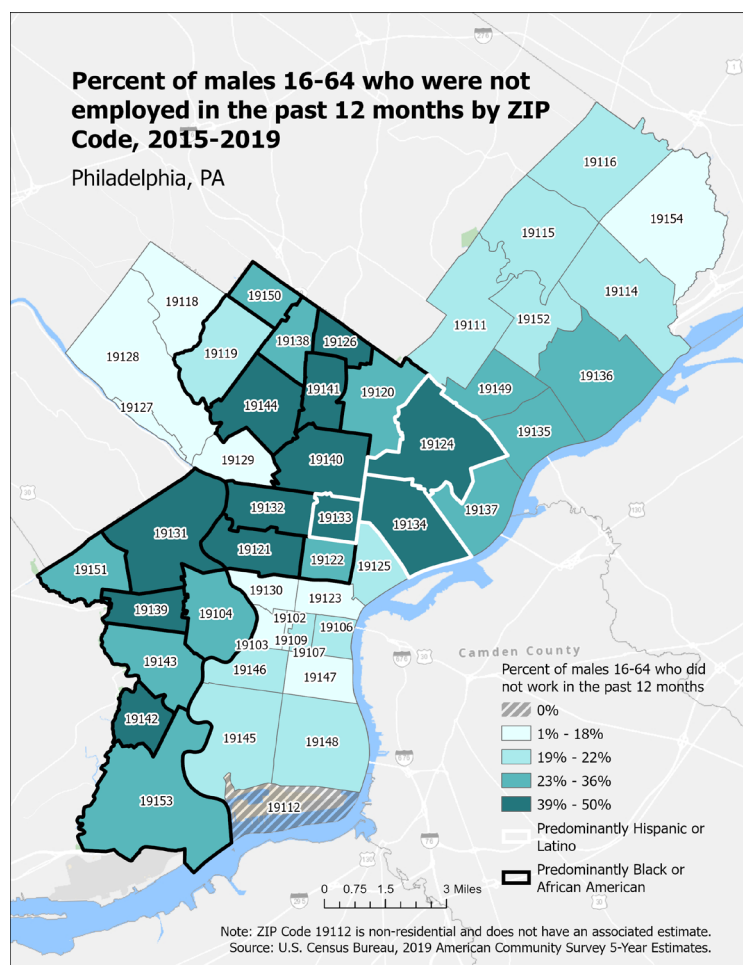 Percent of males 16-64 who were not
employed in the past 12 months by ZIP
Code, 2015-2019
Philadelphia, PA
19116
19154
19115
19114
19118
19150
19111
19152
19138
19126
19128
19119
19120
19149
19136
19141
19144
19127
19124
19135
19129
19140
19132
19133
19137
19134
19131
19121
19122
19125
19151
19130
19123
19139
19104
19102
19106
19103
19109
19107
19143
19146
19147
Camden County
19142
19145
19148
19153
19112
Percent of males 16-64 who did
not work in the past 12 months
0%
1% - 18%
19% - 22%
23% - 36%
39% - 50%
Predominantly Hispanic or
Latino
Predominantly Black or
African American
0 0.75 1.5 3 Miles
Note: ZIP Code 19112 is non-residential and does not have an associated estimate.
Source: U.S. Census Bureau, 2019 American Community Survey 5-Year Estimates.